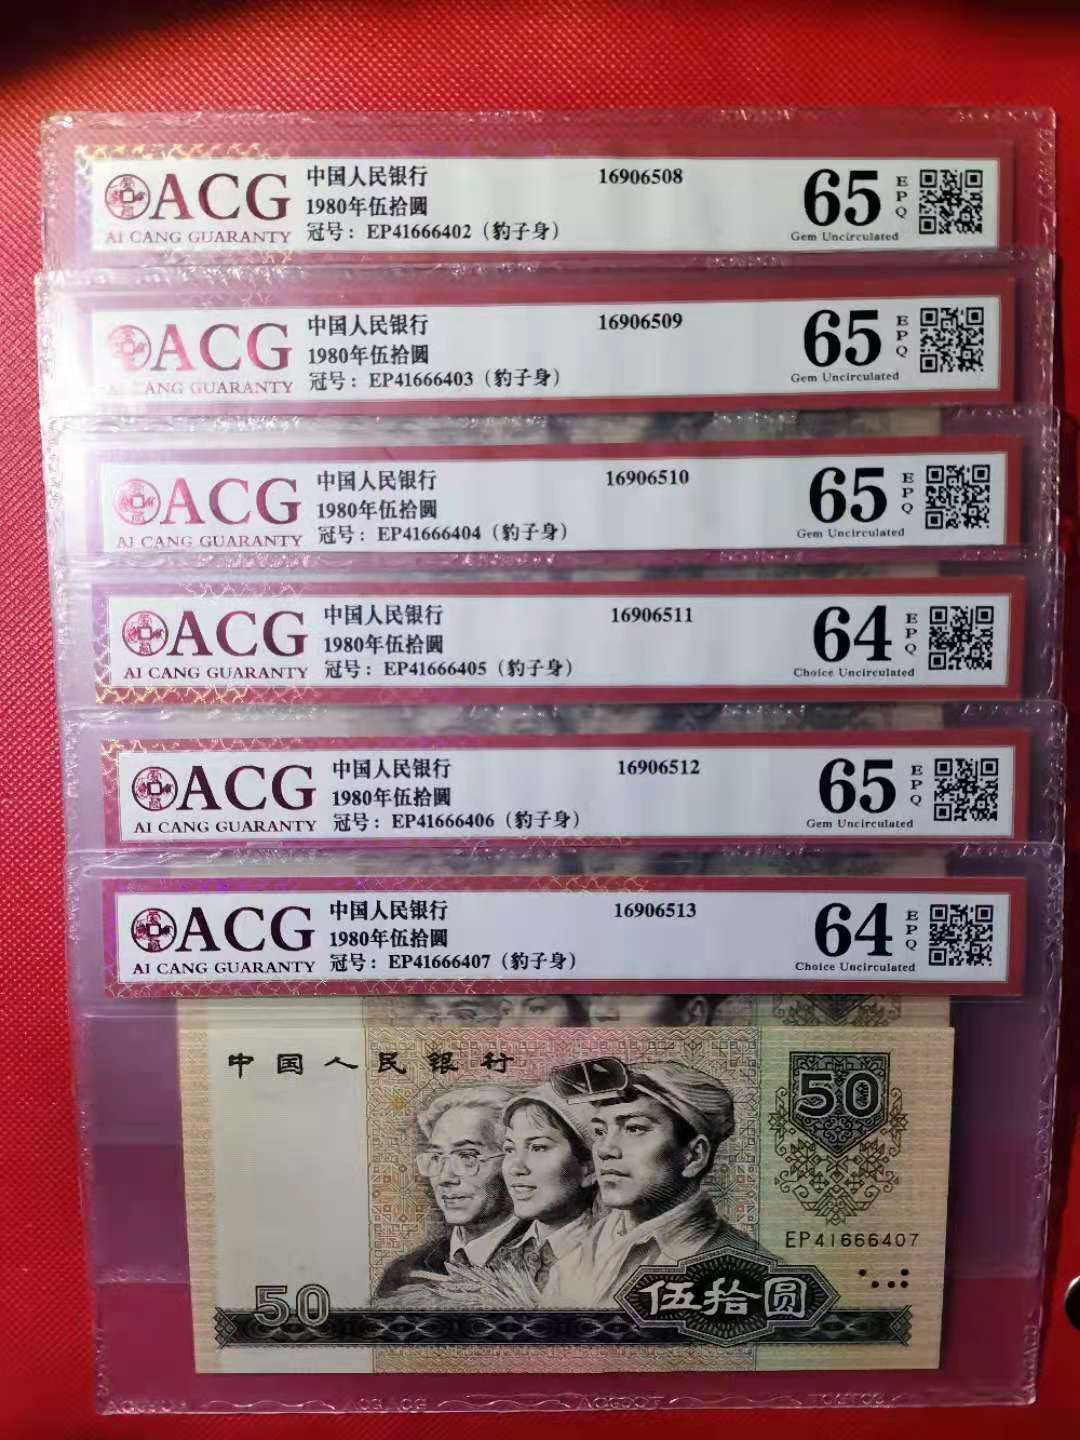 ACG
AI CANG GUARANTY
中国人民银行
1980年伍拾圓
冠号：EP41666402（豹子身）
16906508
65
EPQ
Gem Uncirculated
ACG
AI CANG GUARANTY
中国人民银行
1980年伍拾圓
冠号：EP41666403（豹子身）
16906509
65
EPQ
Gem Uncirculated
ACG
AI CANG GUARANTY
中国人民银行
1980年伍拾圓
冠号：EP41666404（豹子身）
16906510
65
EPQ
Gem Uncirculated
ACG
AI CANG GUARANTY
中国人民银行
1980年伍拾圓
冠号：EP41666405（豹子身）
16906511
64
EPQ
Choice Uncirculated
ACG
AI CANG GUARANTY
中国人民银行
1980年伍拾圓
冠号：EP41666406（豹子身）
16906512
65
EPQ
Gem Uncirculated
ACG
AI CANG GUARANTY
中国人民银行
1980年伍拾圓
冠号：EP41666407（豹子身）
16906513
64
EPQ
Choice Uncirculated
中国人民银行
50
EP41666407
50
伍拾圆